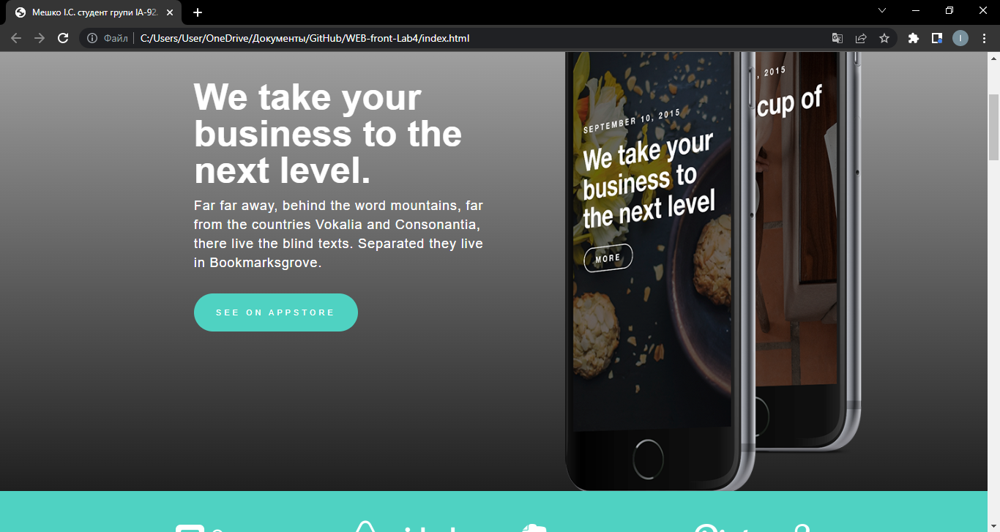 Мешко І.С. студент групи ІА-92.
Файл
C:/Users/User/OneDrive/Документы/GitHub/WEB-front-Lab4/index.html
I
We take your
business to the
next level.
Far far away, behind the word mountains, far
from the countries Vokalia and Consonantia,
there live the blind texts. Separated they live
in Bookmarksgrove.
SEE ON APPSTORE
SEPTEMBER 10, 2015
We take your
business to
the next level
MORE
, 2015
cup of